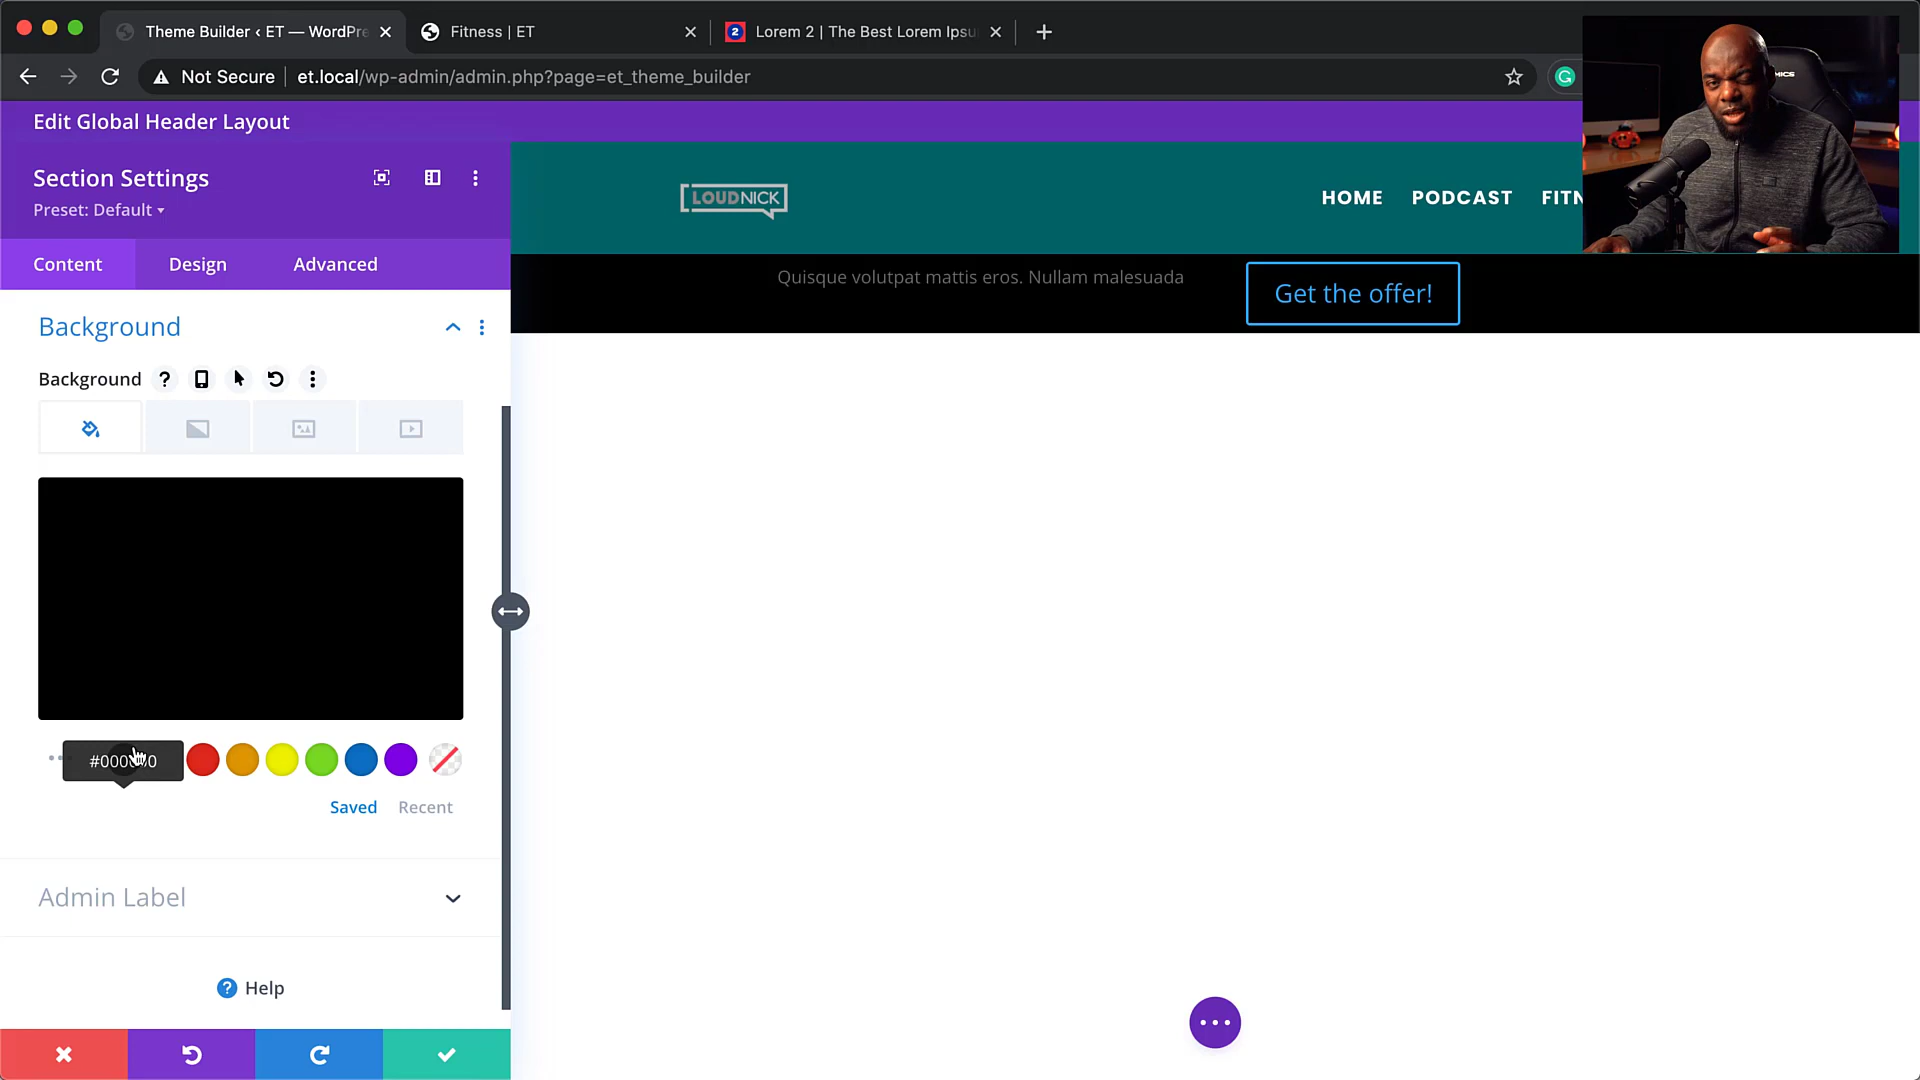 Theme Builder ‹ ET — WordPre
Fitness | ET
2
Lorem 2 | The Best Lorem Ipsu
Not Secure
et.local/wp-admin/admin.php?page=et_theme_builder
G
Edit Global Header Layout
Section Settings
Preset: Default
Content
Design
Advanced
LOUDNICK
HOME
PODCAST
FITN
Quisque volutpat mattis eros. Nullam malesuada
Get the offer!
Background
Background
?
Saved
Recent
Admin Label
? Help